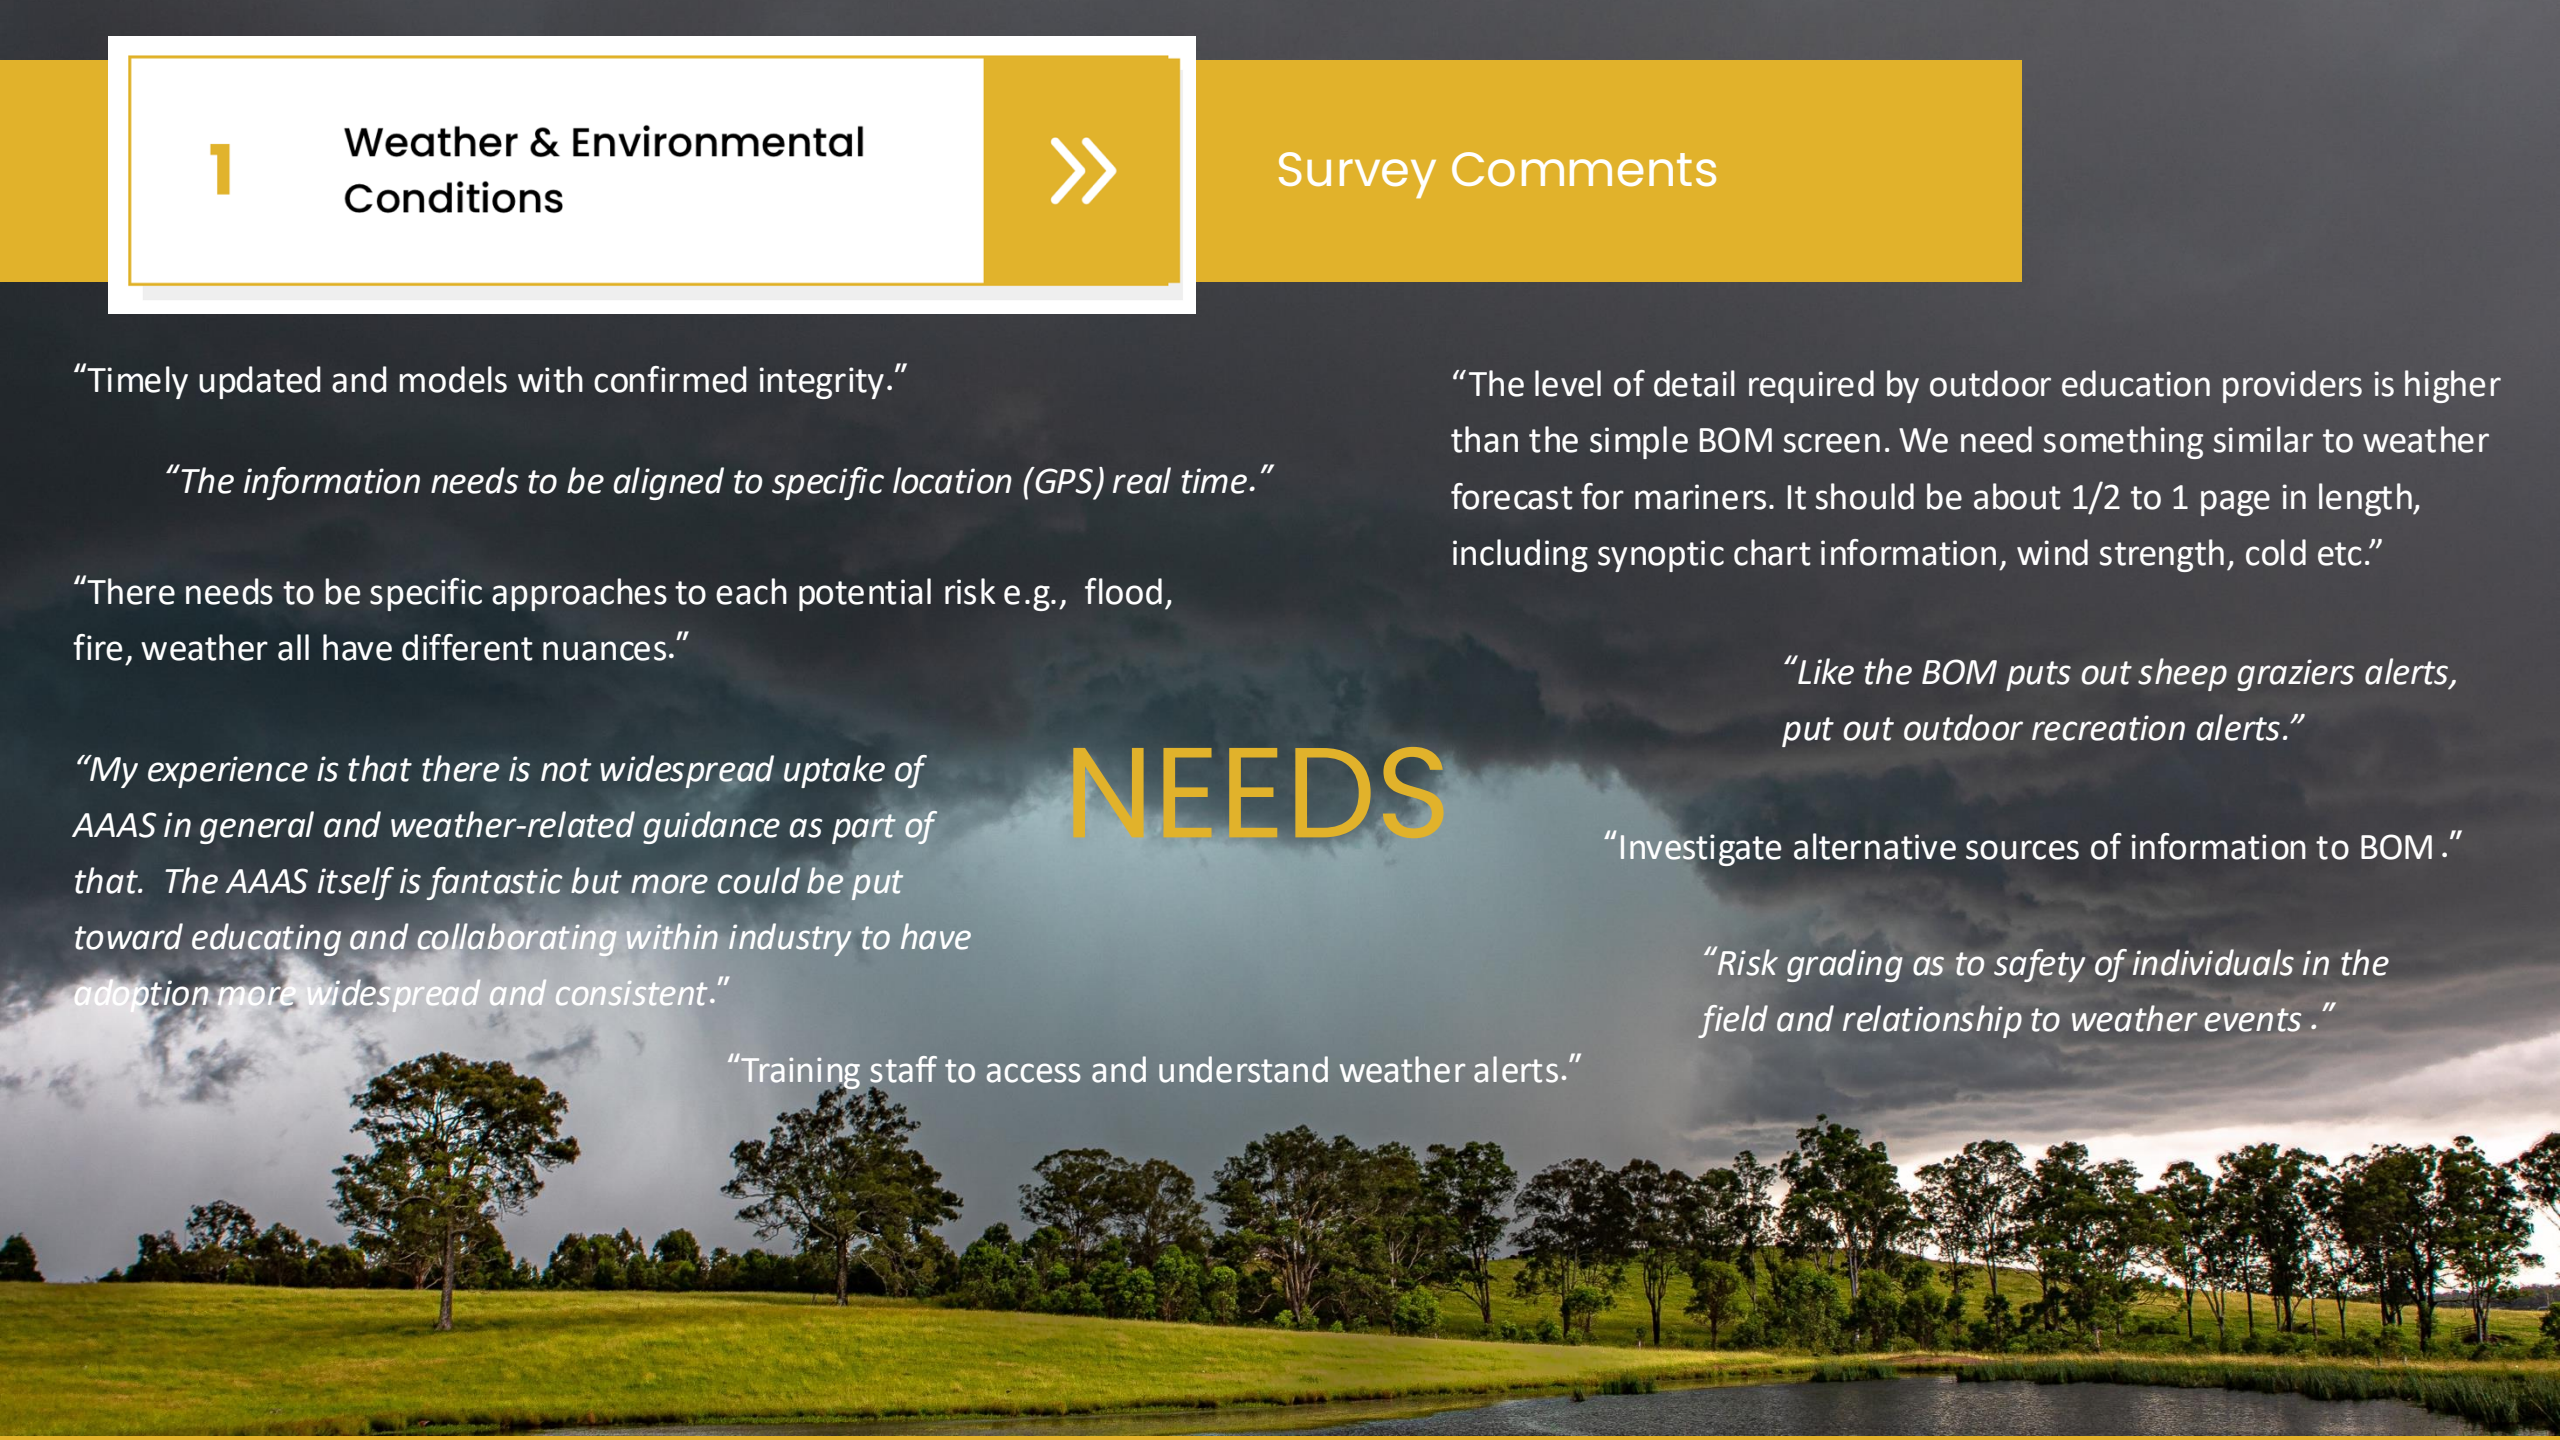 1
Weather & Environmental
Conditions
Survey Comments
“Timely updated and models with confirmed integrity.”
“The information needs to be aligned to specific location (GPS) real time.”
“There needs to be specific approaches to each potential risk e.g.,  flood,
fire, weather all have different nuances.”
“My experience is that there is not widespread uptake of
AAAS in general and weather-related guidance as part of
that.  The AAAS itself is fantastic but more could be put
toward educating and collaborating within industry to have
adoption more widespread and consistent.”
NEEDS
“Training staff to access and understand weather alerts.”
“The level of detail required by outdoor education providers is higher
than the simple BOM screen. We need something similar to weather
forecast for mariners. It should be about 1/2 to 1 page in length,
including synoptic chart information, wind strength, cold etc.”
“Like the BOM puts out sheep graziers alerts,
put out outdoor recreation alerts.”
“Investigate alternative sources of information to BOM .”
“Risk grading as to safety of individuals in the
field and relationship to weather events .”